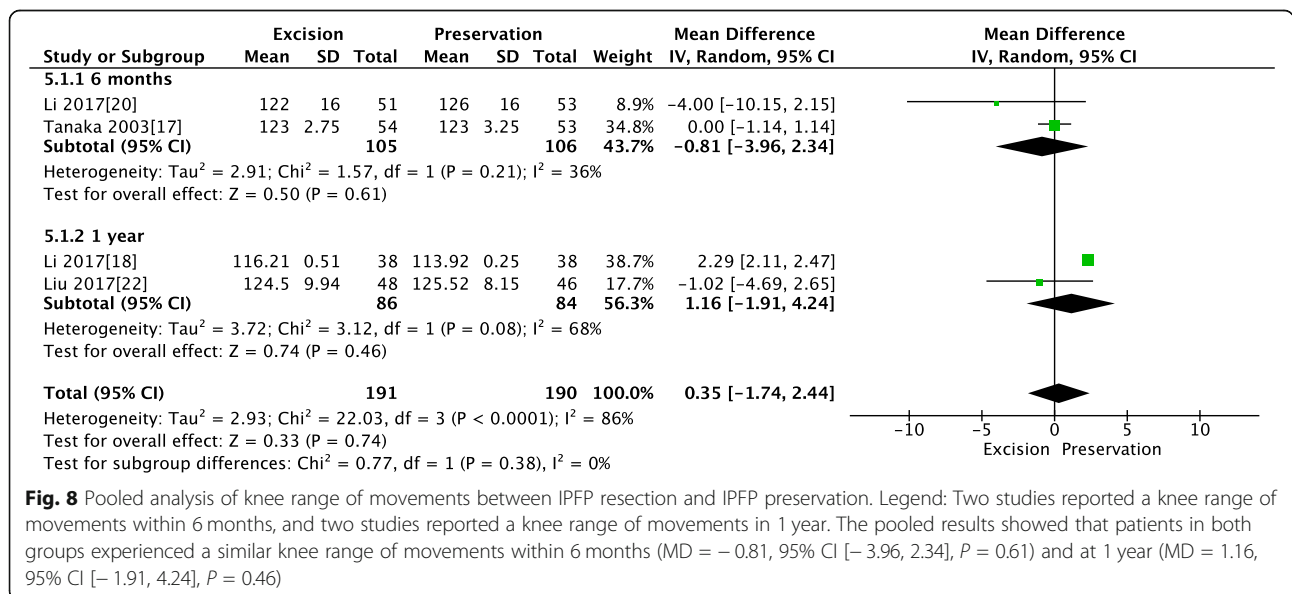 Excision Preservation Mean Difference Mean Difference
Study or Subgroup Mean SD Total Mean SD Total Weight IV, Random, 95% CI IV, Random, 95% CI
5.1.1 6 months
Li 2017[20] 122 16 51 126 16 53 8.9% −4.00 [−10.15, 2.15]
Tanaka 2003[17] 123 2.75 54 123 3.25 53 34.8% 0.00 [−1.14, 1.14]
Subtotal (95% CI) 105 106 43.7% −0.81 [−3.96, 2.34]
Heterogeneity: Tau² = 2.91; Chi² = 1.57, df = 1 (P = 0.21); I² = 36%
Test for overall effect: Z = 0.50 (P = 0.61)
5.1.2 1 year
Li 2017[18] 116.21 0.51 38 113.92 0.25 38 38.7% 2.29 [2.11, 2.47]
Liu 2017[22] 124.5 9.94 48 125.52 8.15 46 17.7% −1.02 [−4.69, 2.65]
Subtotal (95% CI) 86 84 56.3% 1.16 [−1.91, 4.24]
Heterogeneity: Tau² = 3.72; Chi² = 3.12, df = 1 (P = 0.08); I² = 68%
Test for overall effect: Z = 0.74 (P = 0.46)
Total (95% CI) 191 190 100.0% 0.35 [−1.74, 2.44]
Heterogeneity: Tau² = 2.93; Chi² = 22.03, df = 3 (P < 0.0001); I² = 86%
Test for overall effect: Z = 0.33 (P = 0.74)
Test for subgroup differences: Chi² = 0.77, df = 1 (P = 0.38), I² = 0%
−10 −5 0 5 10
Excision Preservation
Fig. 8 Pooled analysis of knee range of movements between IPFP resection and IPFP preservation. Legend: Two studies reported a knee range of
movements within 6 months, and two studies reported a knee range of movements in 1 year. The pooled results showed that patients in both
groups experienced a similar knee range of movements within 6 months (MD = − 0.81, 95% CI [− 3.96, 2.34], P = 0.61) and at 1 year (MD = 1.16,
95% CI [− 1.91, 4.24], P = 0.46)